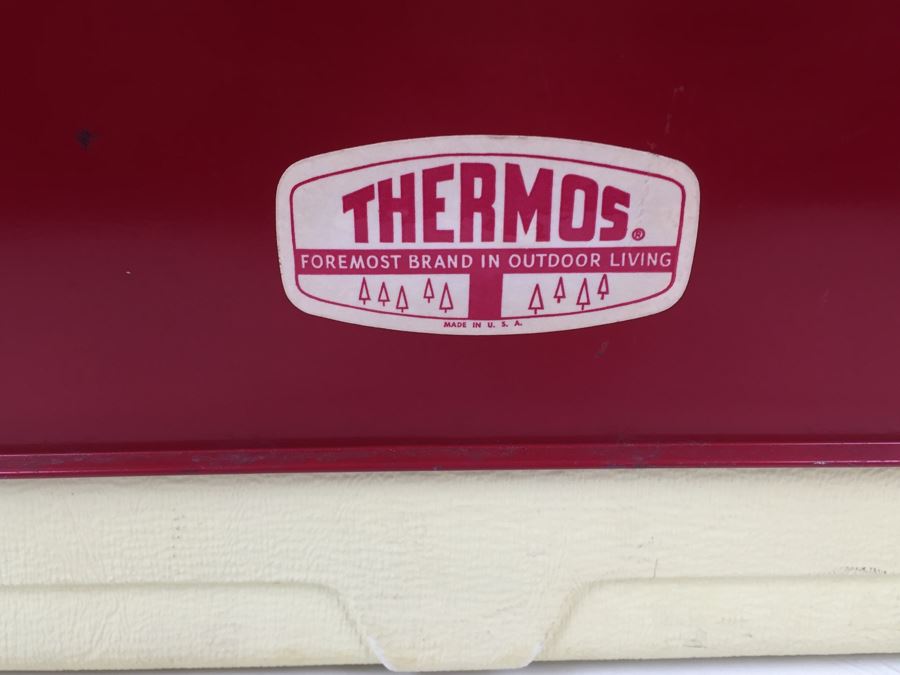 THERMOS®
FOREMOST BRAND IN OUTDOOR LIVING
MADE IN U. S. A.